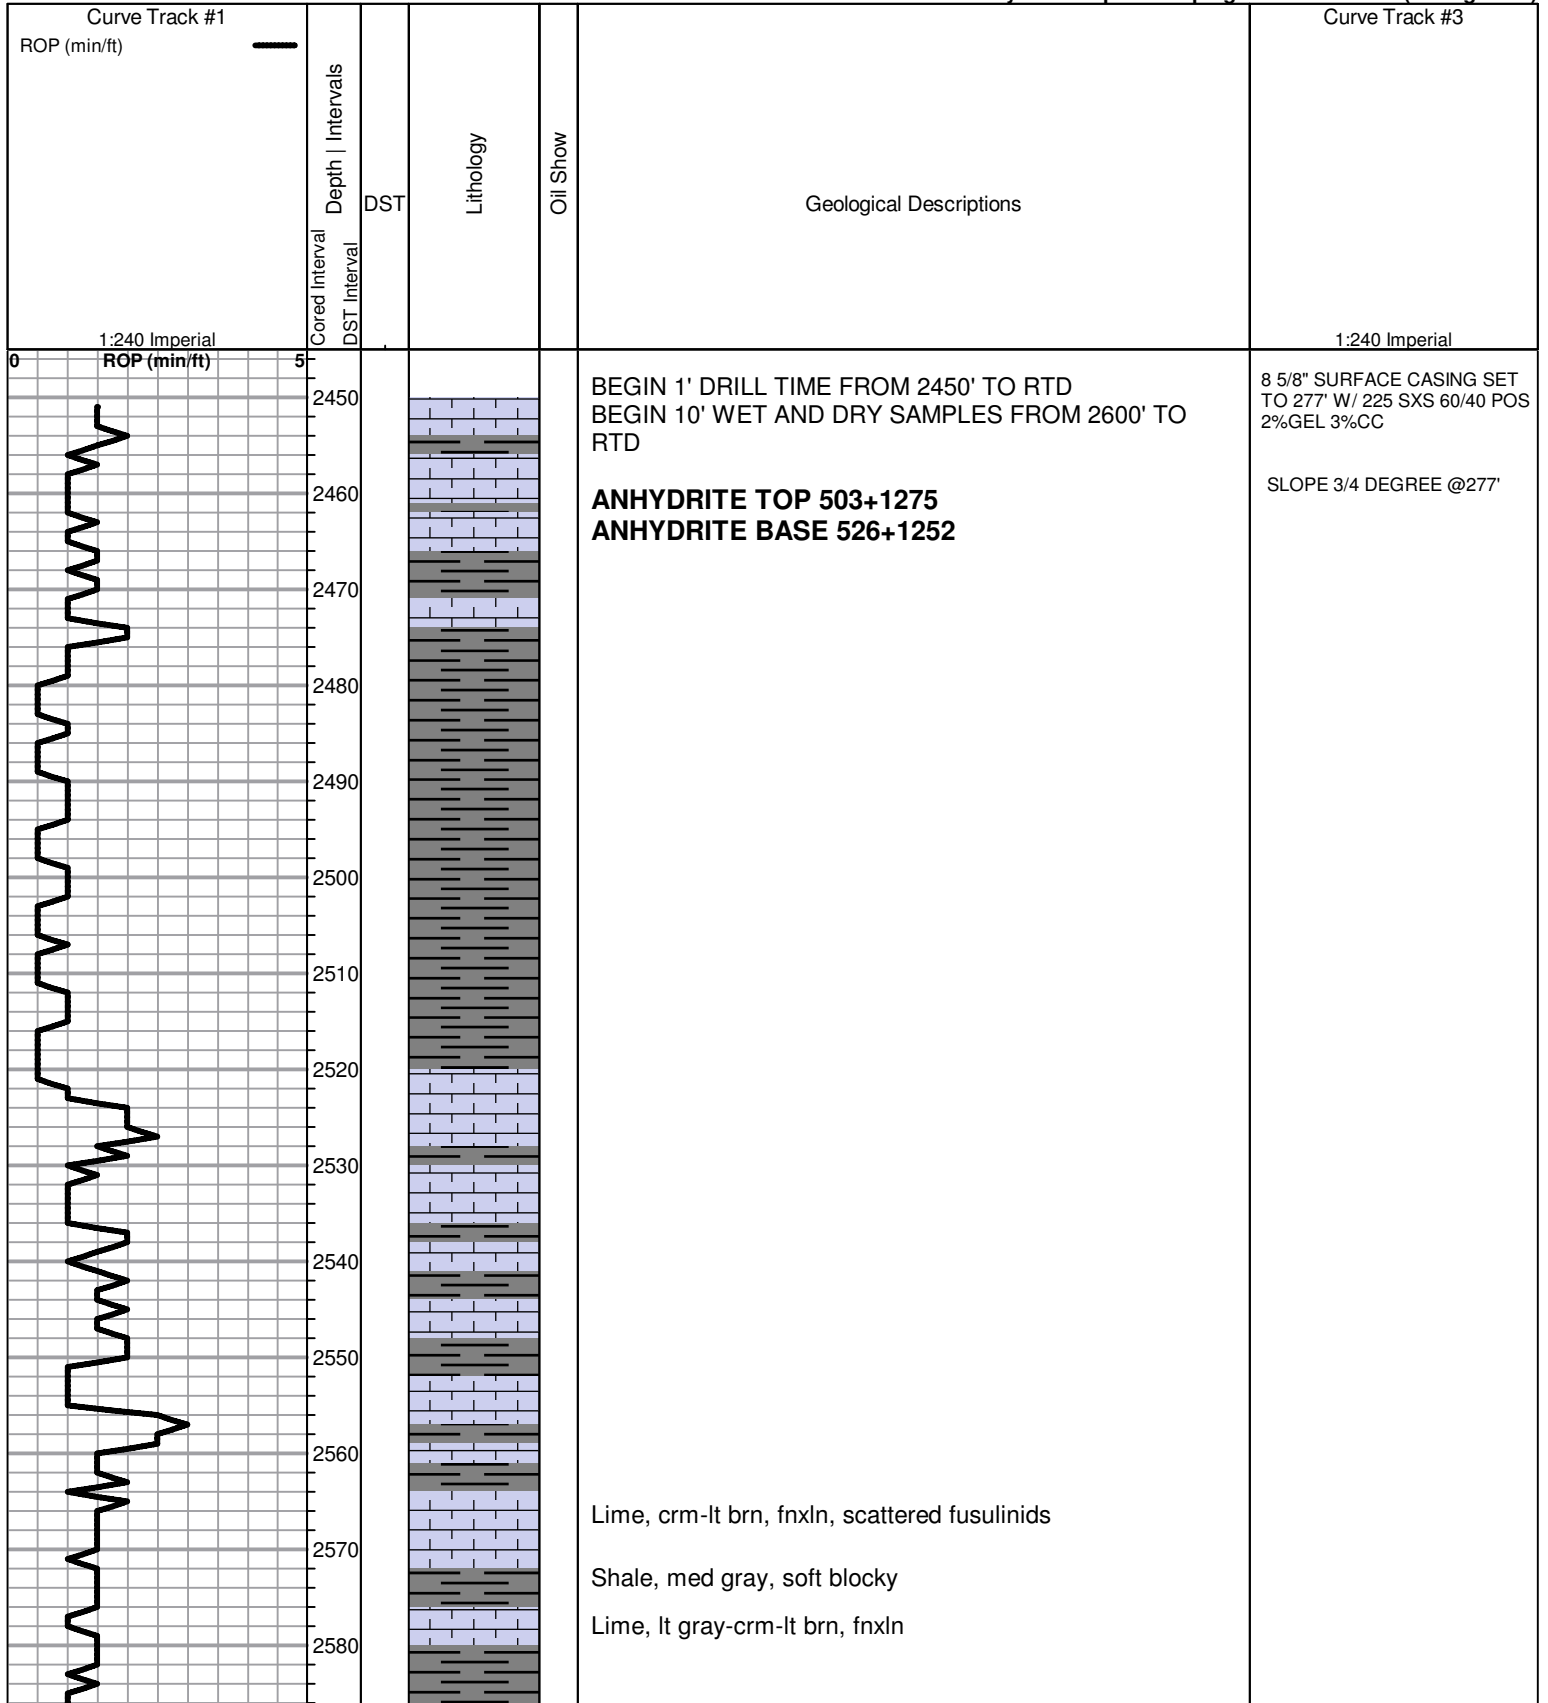 Curve Track #1
ROP (min/ft)
1:240 Imperial
Depth | Intervals
Cored Interval
DST Interval
DST
Lithology
Oil Show
Geological Descriptions
Curve Track #3
1:240 Imperial
0 ROP (min/ft) 5
2450
2460
2470
2480
2490
2500
2510
2520
2530
2540
2550
2560
2570
2580
BEGIN 1' DRILL TIME FROM 2450' TO RTD
BEGIN 10' WET AND DRY SAMPLES FROM 2600' TO
RTD
ANHYDRITE TOP 503+1275
ANHYDRITE BASE 526+1252
Lime, crm-lt brn, fnxln, scattered fusulinids
Shale, med gray, soft blocky
Lime, lt gray-crm-lt brn, fnxln
8 5/8" SURFACE CASING SET
TO 277' W/ 225 SXS 60/40 POS
2%GEL 3%CC
SLOPE 3/4 DEGREE @277'